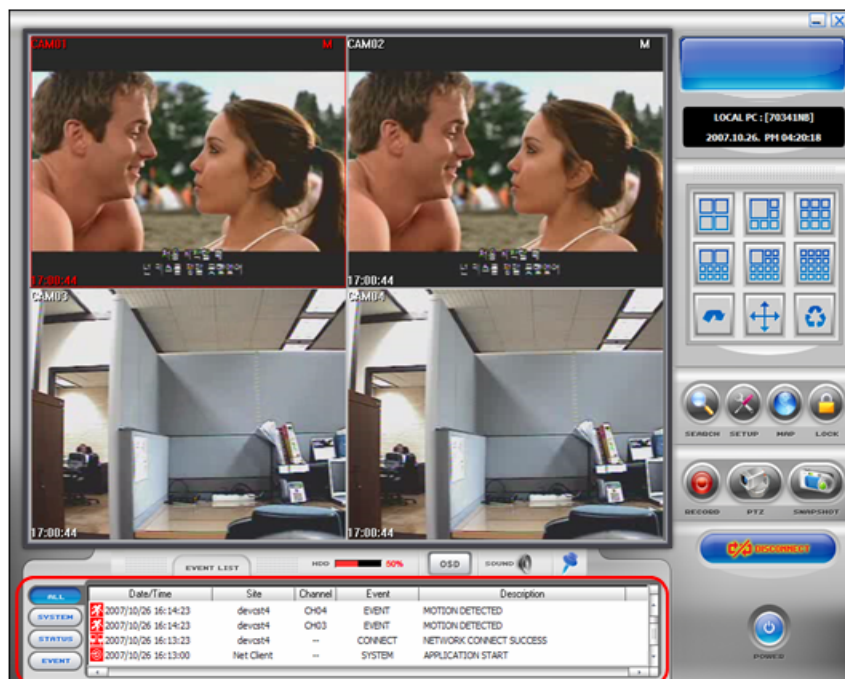 CAM01 M
CAM02 M
17:00:44
17:00:44
CAM03
CAM04
17:00:44
17:00:44
LOCAL PC : [70341NB]
2007.10.26. PM 04:20:18
SEARCH SETUP MAP LOCK
RECORD PTZ SNAPSHOT
DISCONNECT
POWER
EVENT LIST HDD 50% OSD SOUND
ALL
SYSTEM
STATUS
EVENT
Date/Time Site Channel Event Description
2007/10/26 16:14:23 devcst4 CH04 EVENT MOTION DETECTED
2007/10/26 16:14:23 devcst4 CH03 EVENT MOTION DETECTED
2007/10/26 16:13:23 devcst4 -- CONNECT NETWORK CONNECT SUCCESS
2007/10/26 16:13:00 Net Client -- SYSTEM APPLICATION START